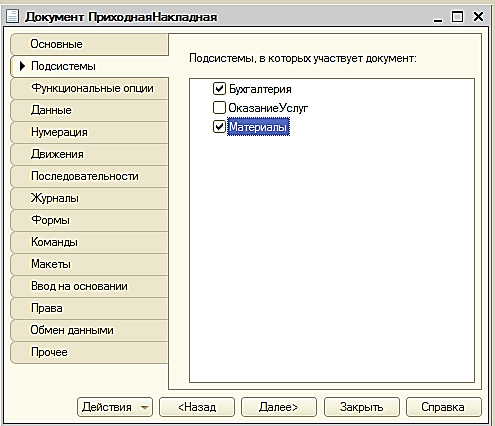 Документ ПриходнаяНакладная
Основные
Подсистемы
Функциональные опции
Данные
Нумерация
Движения
Последовательности
Журналы
Формы
Команды
Макеты
Ввод на основании
Права
Обмен данными
Прочее
Подсистемы, в которых участвует документ:
Бухгалтерия
ОказаниеУслуг
Материалы
Действия <Назад Далее> Закрыть Справка